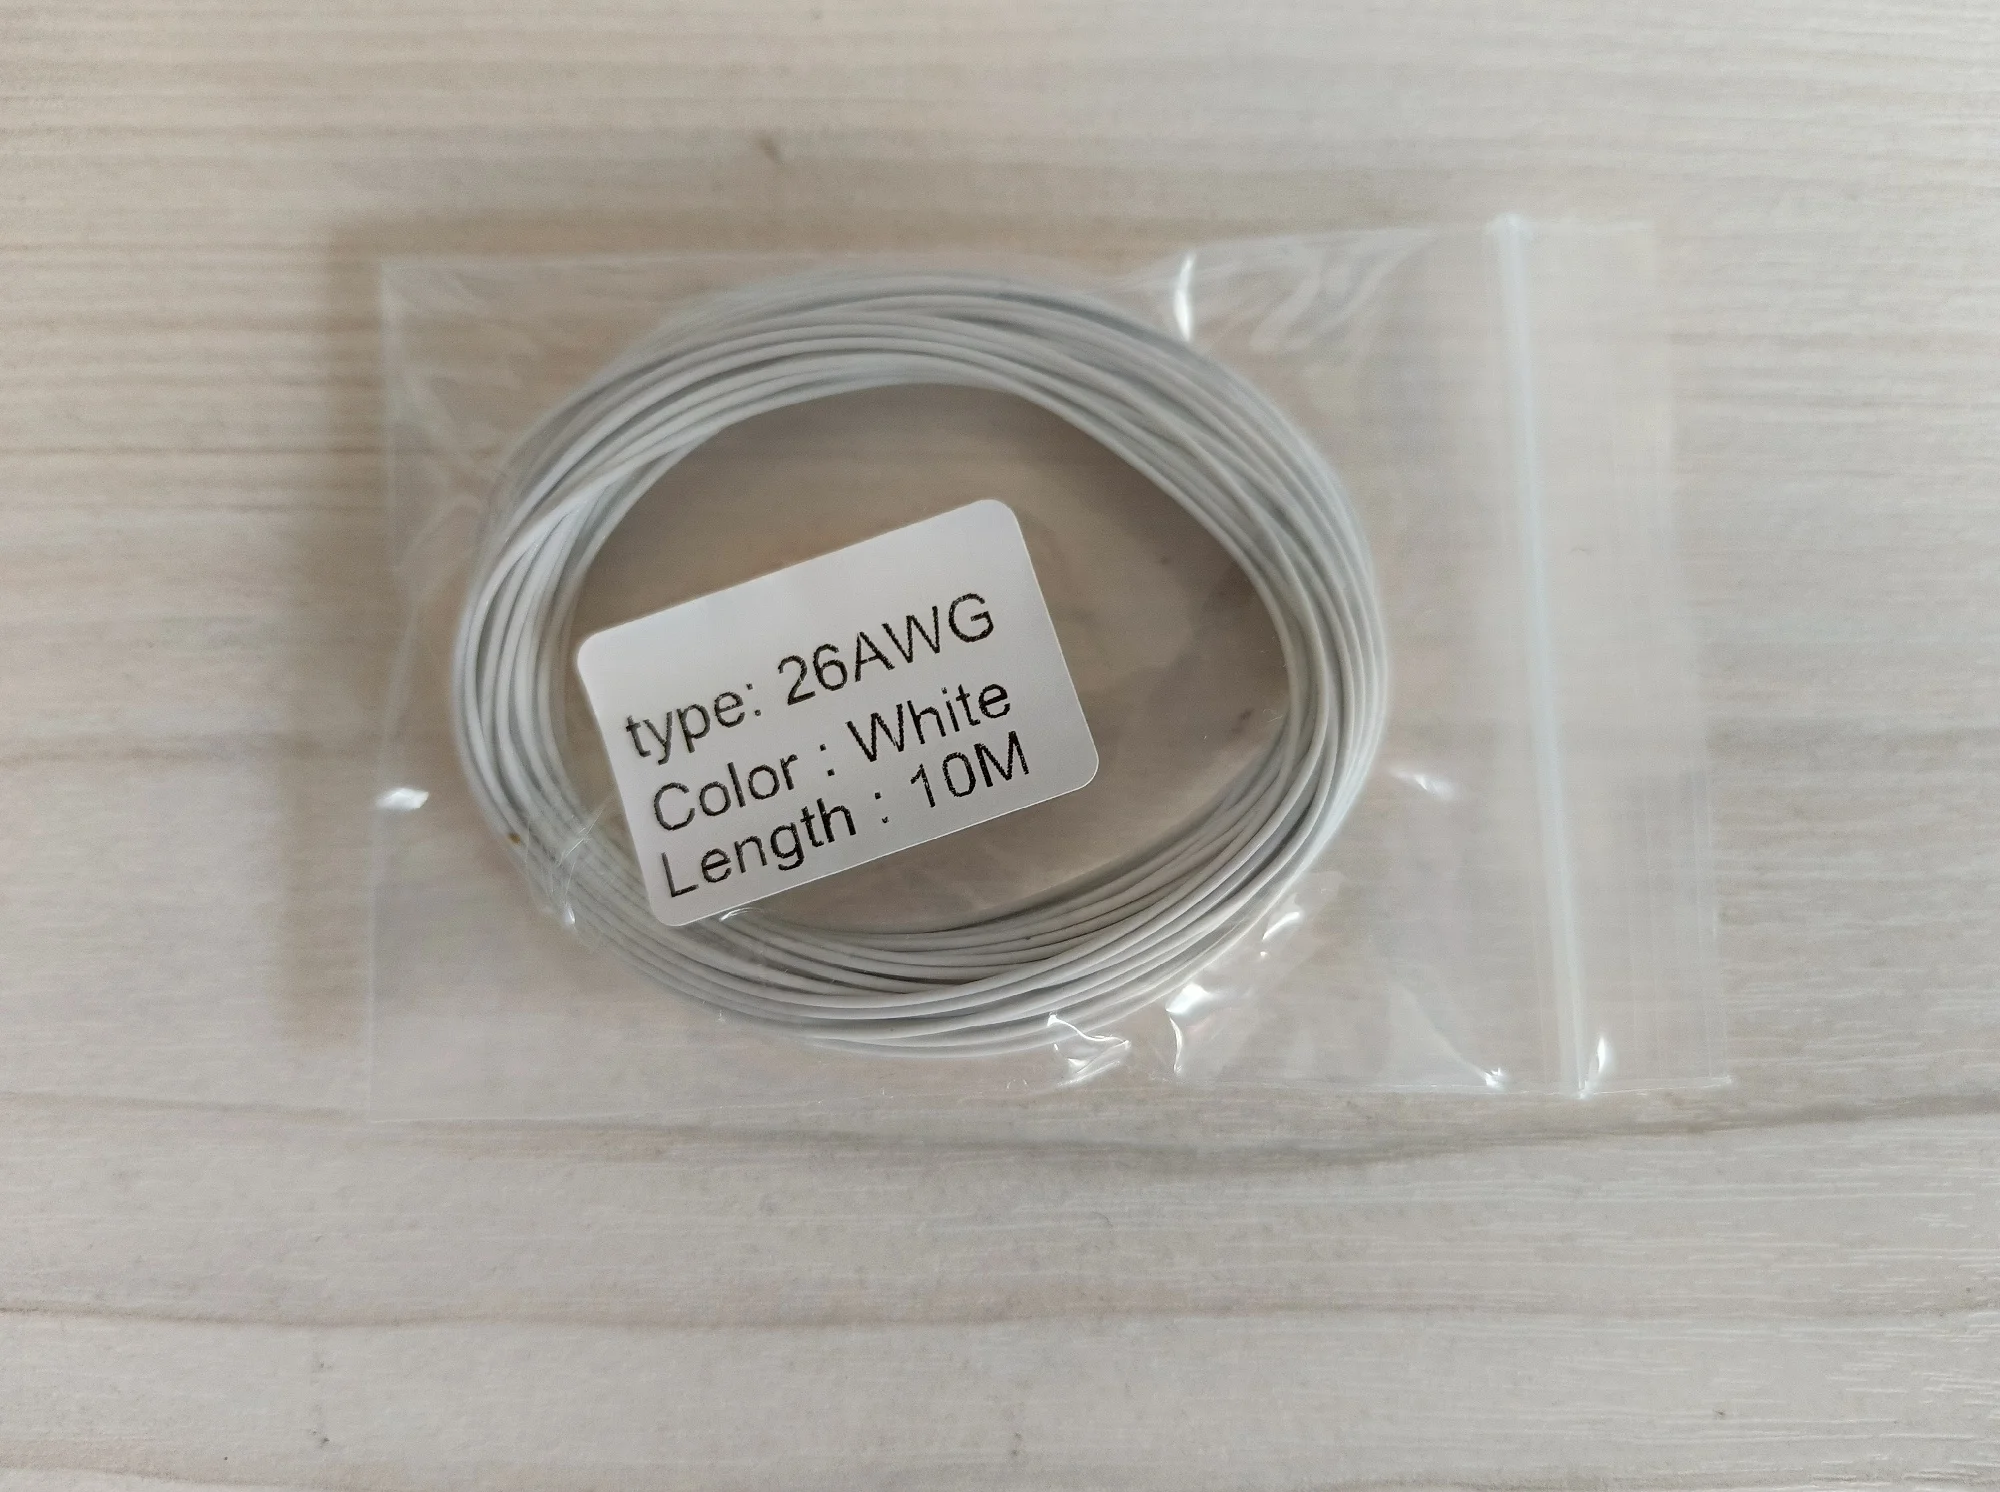 type: 26AWG
Color : White
Length : 10M